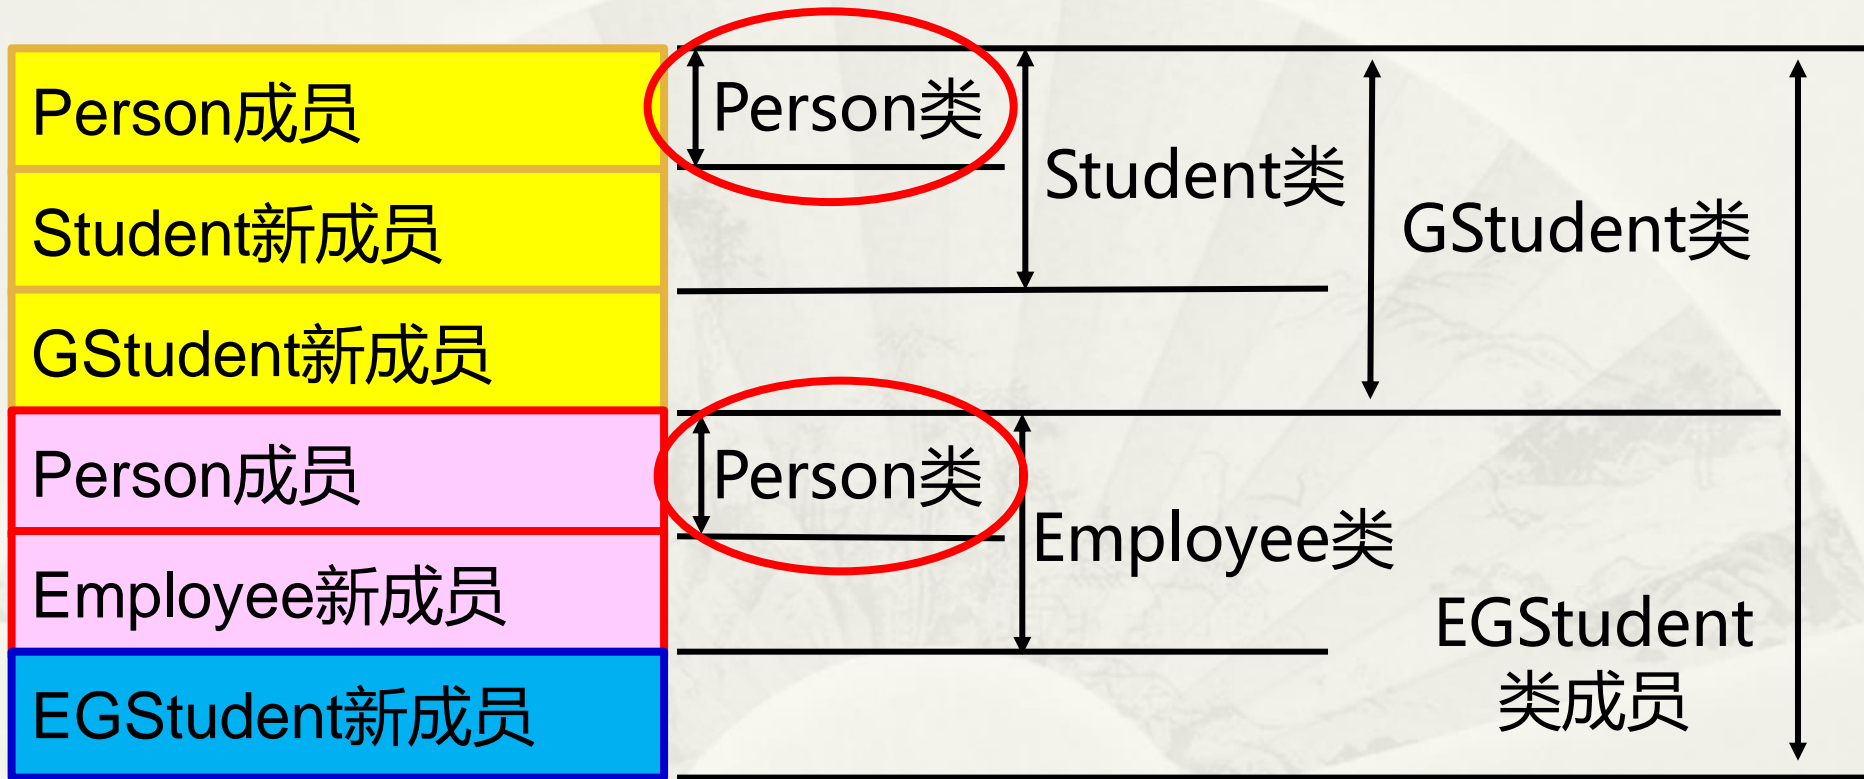 Person成员
Person类
Student新成员
Student类
GStudent类
GStudent新成员
Person成员
Person类
Employee新成员
Employee类
EGStudent新成员
EGStudent
类成员